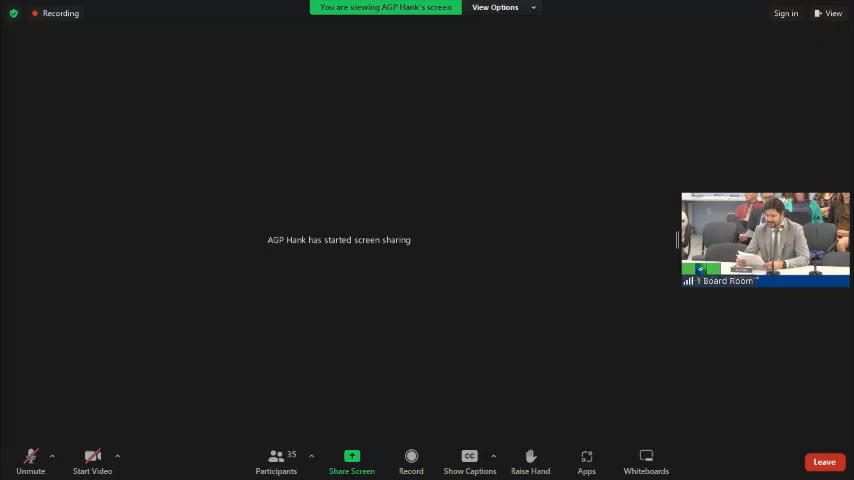 Recording
You are viewing AGP Hank's screen
View Options
Sign in
View
AGP Hank has started screen sharing
1 Board Room
Unmute
Start Video
35
Participants
Share Screen
Record
CC
Show Captions
Raise Hand
Apps
Whiteboards
Leave